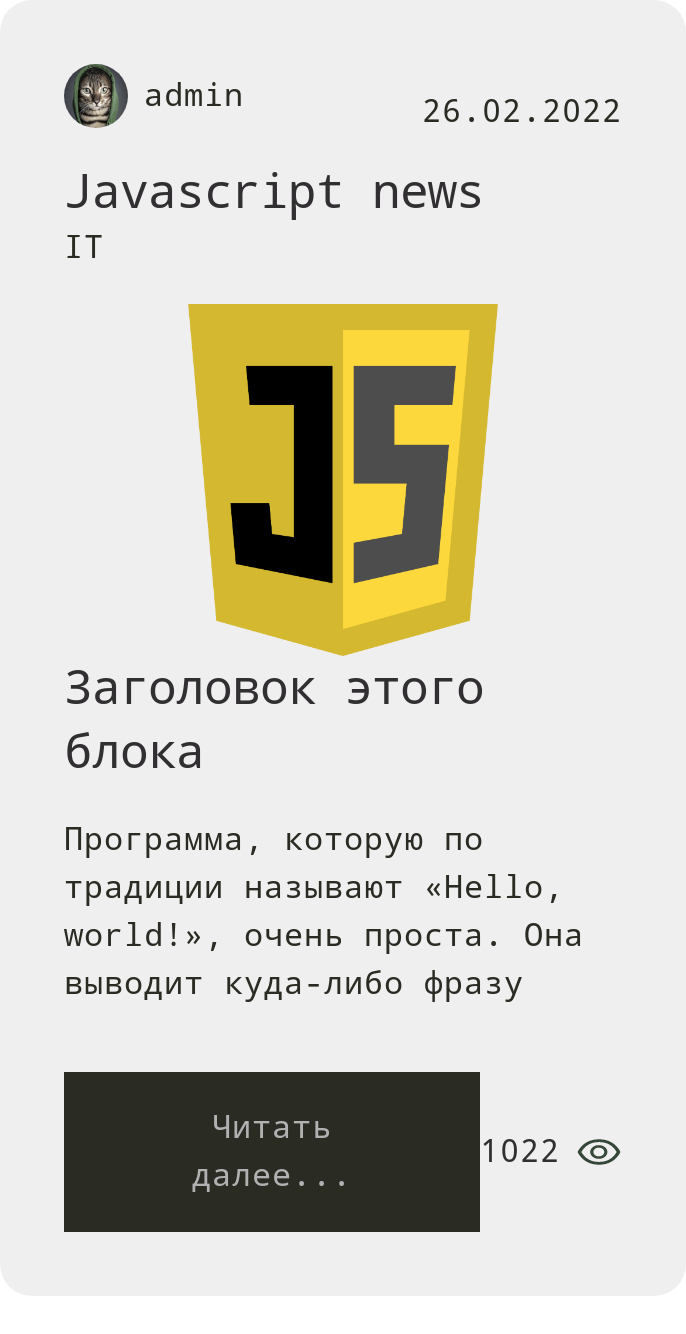 admin
26.02.2022
Javascript news
IT
JS
Заголовок этого
блока
Программа, которую по
традиции называют «Hello,
world!», очень проста. Она
выводит куда-либо фразу
Читать
далее...
1022